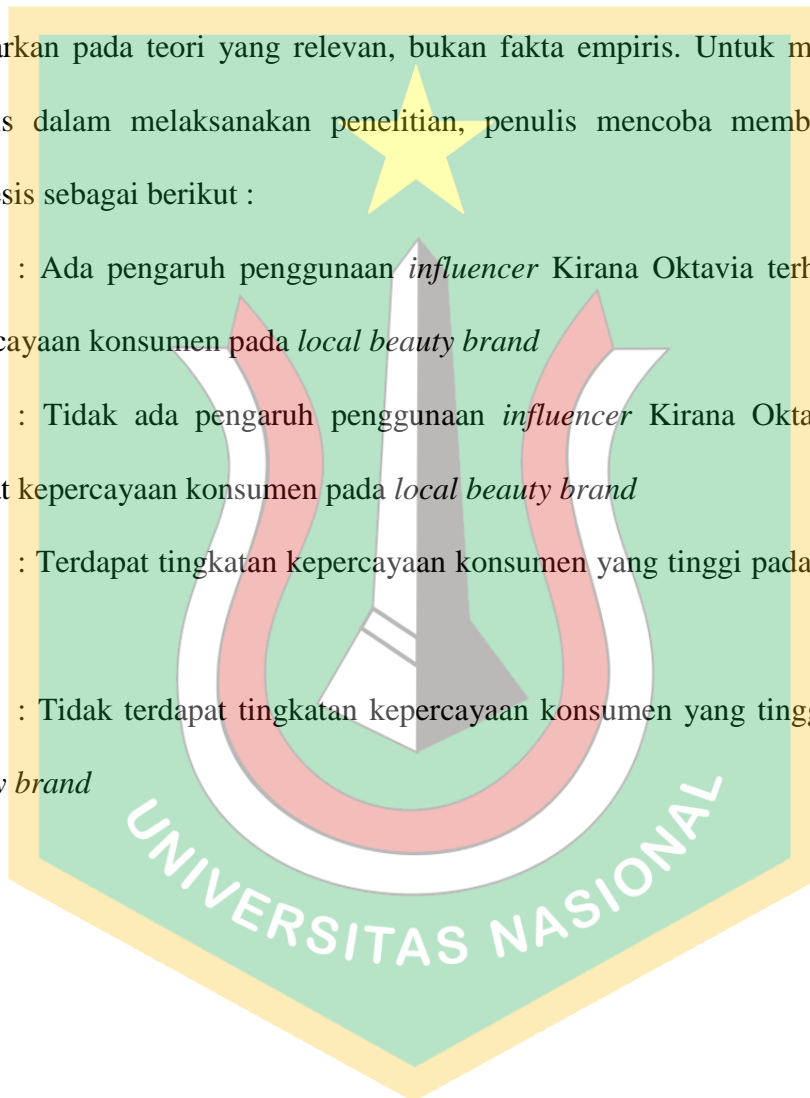 arkan pada teori yang relevan, bukan fakta empiris. Untuk m
s dalam melaksanakan penelitian, penulis mencoba memb
esis sebagai berikut :
: Ada pengaruh penggunaan influencer Kirana Oktavia terh
cayaan konsumen pada local beauty brand
: Tidak ada pengaruh penggunaan influencer Kirana Okta
t kepercayaan konsumen pada local beauty brand
: Terdapat tingkatan kepercayaan konsumen yang tinggi pada
: Tidak terdapat tingkatan kepercayaan konsumen yang tingg
y brand
UNIVERSITAS NASIONAL